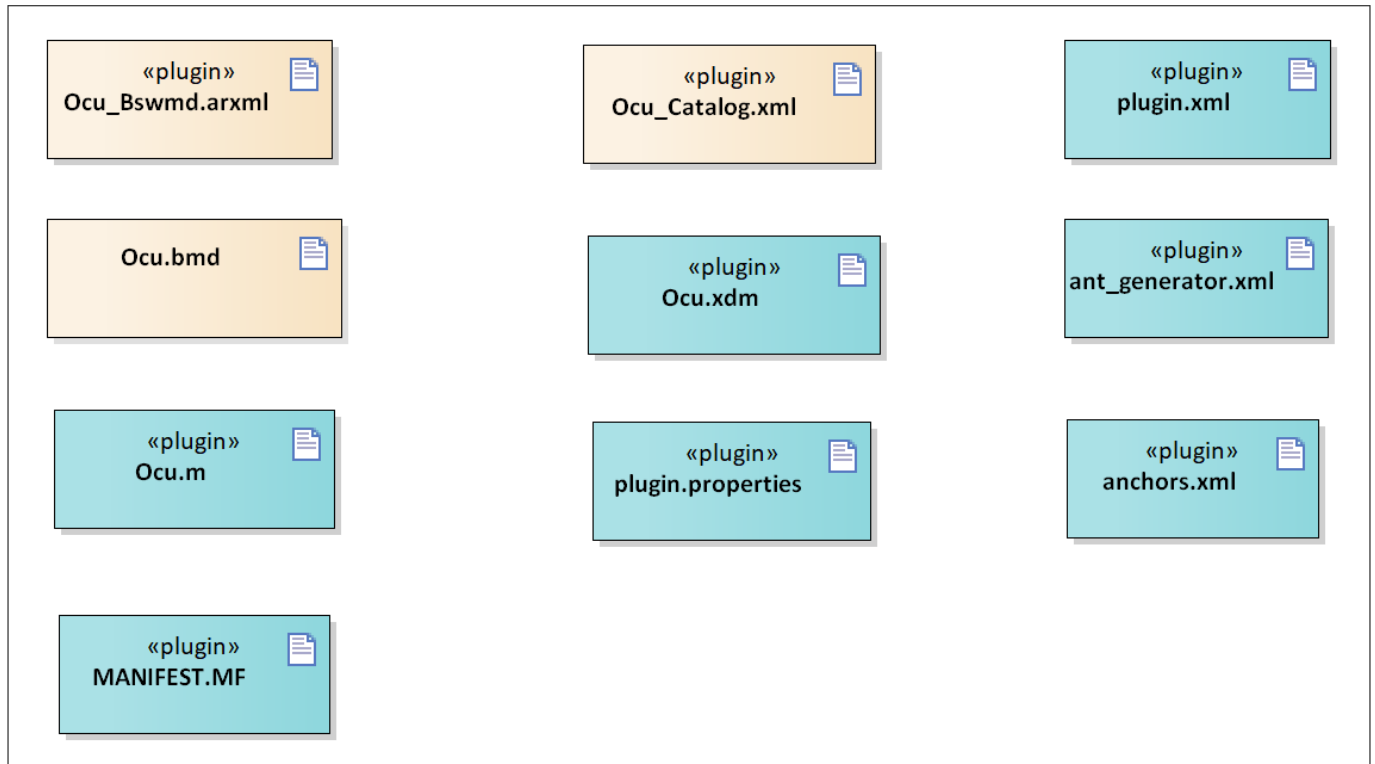 «plugin»
Ocu_Bswmd.arxml
«plugin»
Ocu_Catalog.xml
«plugin»
plugin.xml
Ocu.bmd
«plugin»
Ocu.xdm
«plugin»
ant_generator.xml
«plugin»
Ocu.m
«plugin»
plugin.properties
«plugin»
anchors.xml
«plugin»
MANIFEST.MF